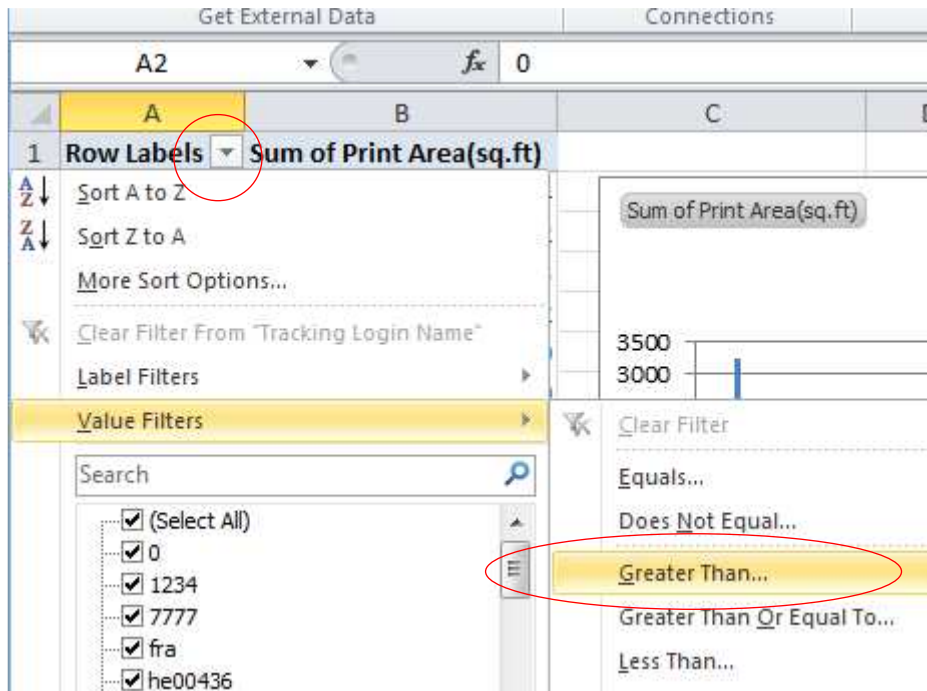 Get External Data Connections
A2 fx 0
A B C
1 Row Labels Sum of Print Area(sq.ft)
Sort A to Z
Sort Z to A
More Sort Options...
Clear Filter From "Tracking Login Name"
Label Filters
Value Filters
Search
(Select All)
0
1234
7777
fra
he00436
Sum of Print Area(sq.ft)
3500
3000
Clear Filter
Equals...
Does Not Equal...
Greater Than...
Greater Than Or Equal To...
Less Than...